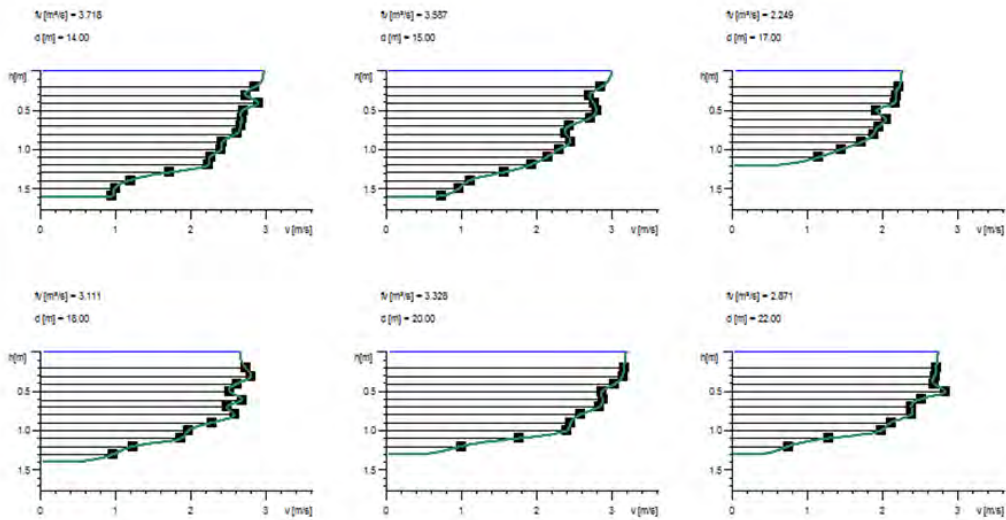 fv [m²/s] = 3.718
d [m] = 14.00
h[m]
0.5
1.0
1.5
0 1 2 3 v [m/s]
fv [m²/s] = 3.587
d [m] = 15.00
h[m]
0.5
1.0
1.5
0 1 2 3 v [m/s]
fv [m²/s] = 2.249
d [m] = 17.00
h[m]
0.5
1.0
1.5
0 1 2 3 v [m/s]
fv [m²/s] = 3.111
d [m] = 18.00
h[m]
0.5
1.0
1.5
0 1 2 3 v [m/s]
fv [m²/s] = 3.328
d [m] = 20.00
h[m]
0.5
1.0
1.5
0 1 2 3 v [m/s]
fv [m²/s] = 2.871
d [m] = 22.00
h[m]
0.5
1.0
1.5
0 1 2 3 v [m/s]